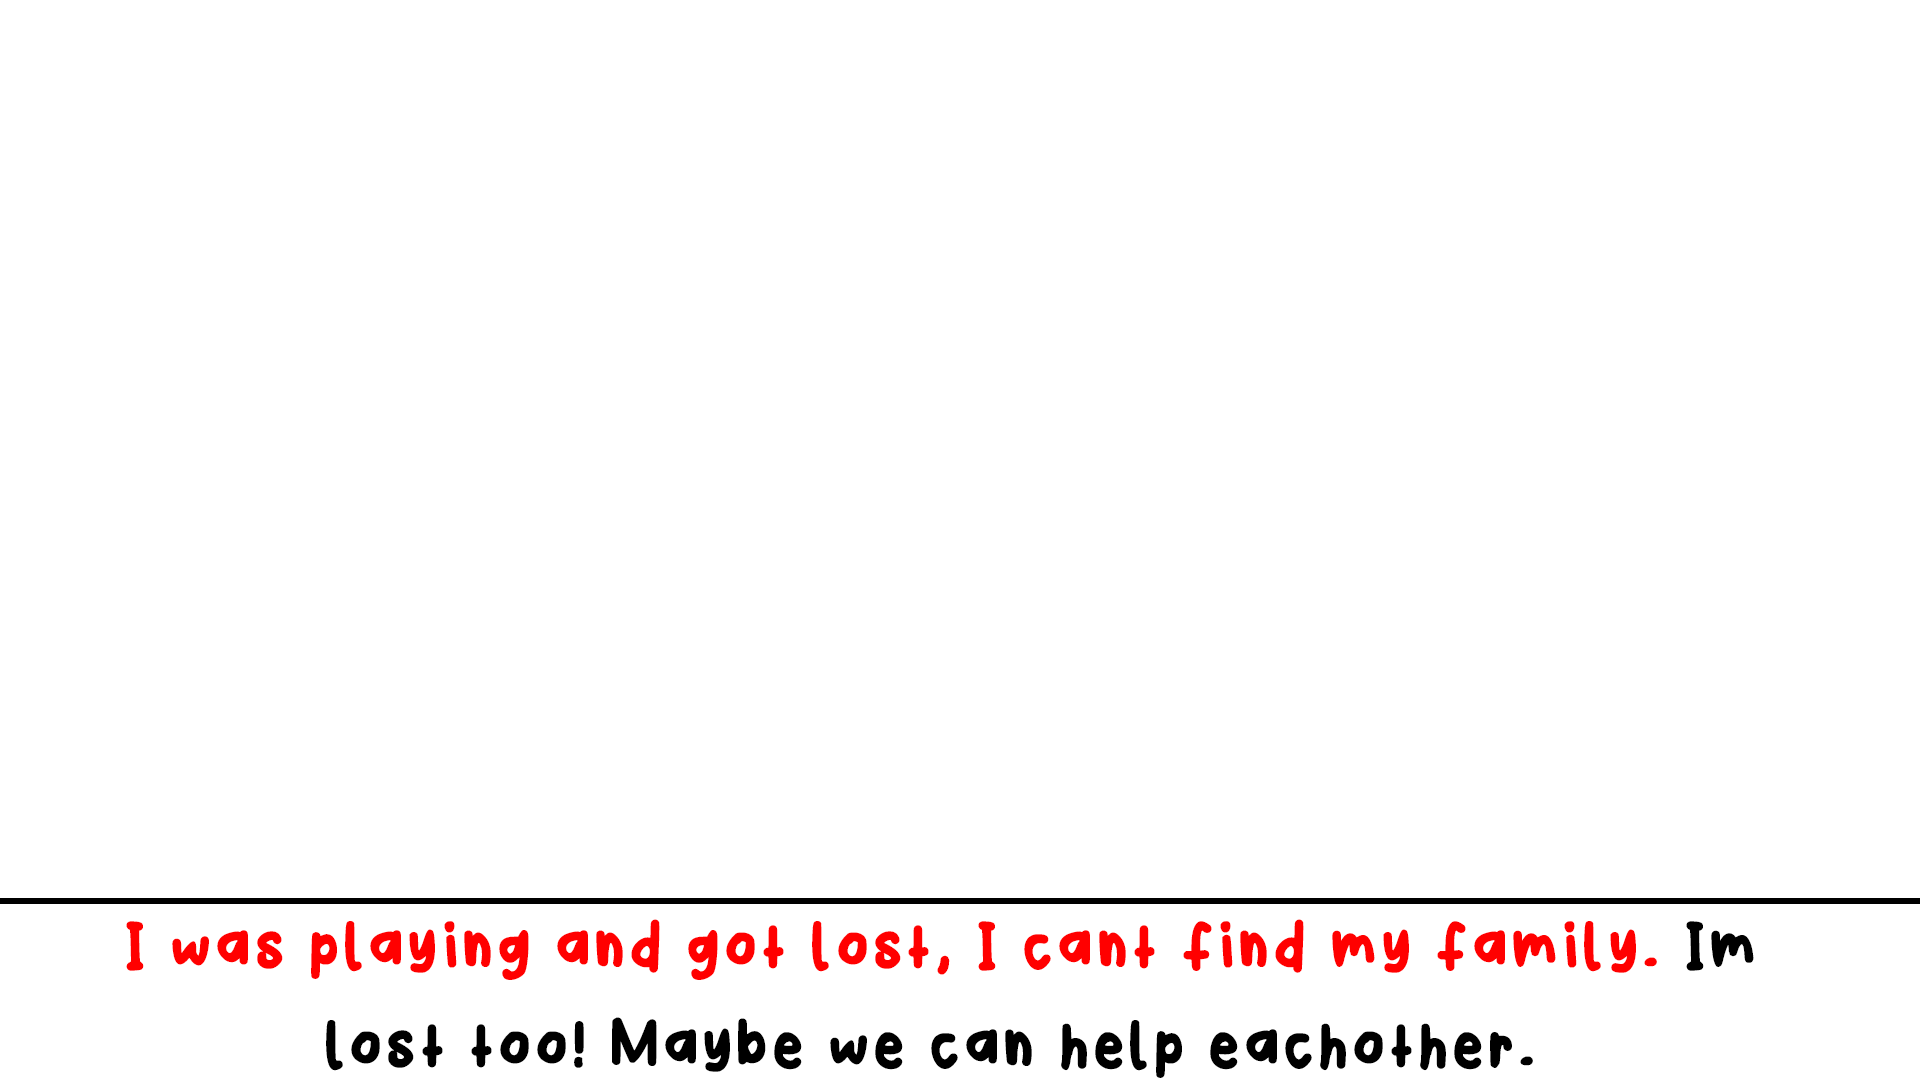 I was playing and got lost, I cant find my family. Im
lost too! Maybe we can help eachother.